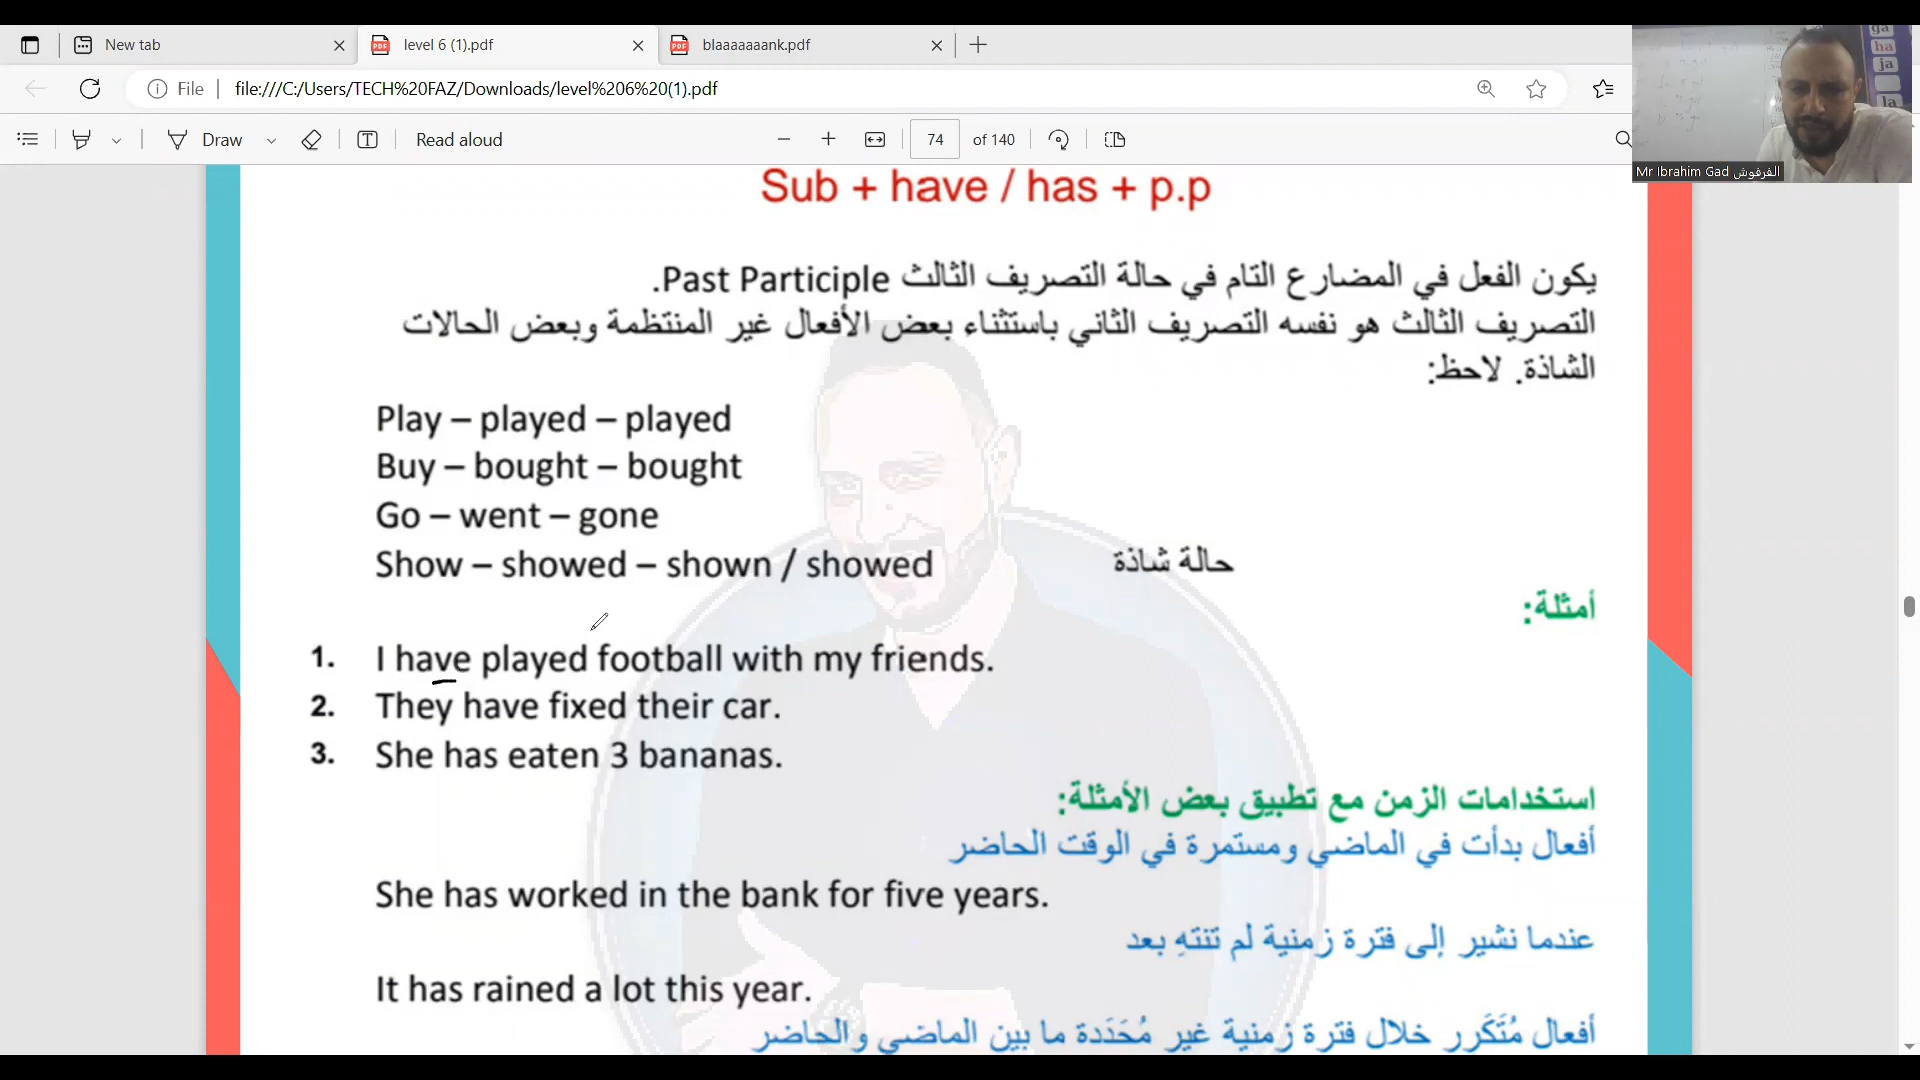 New tab
level 6 (1).pdf
blaaaaaaank.pdf
File
file:///C:/Users/TECH%20FAZ/Downloads/level%206%20(1).pdf
Draw
Read aloud
74
of 140
ga
ha
ja
la
Mr Ibrahim Gad الفرفوش
Sub + have / has + p.p
يكون الفعل في المضارع التام في حالة التصريف الثالث Past Participle.
التصريف الثالث هو نفسه التصريف الثاني باستثناء بعض الأفعال غير المنتظمة وبعض الحالات
الشاذة. لاحظ:
Play – played – played
Buy – bought – bought
Go – went – gone
Show – showed – shown / showed
حالة شاذة
أمثلة:
1. I have played football with my friends.
2. They have fixed their car.
3. She has eaten 3 bananas.
استخدامات الزمن مع تطبيق بعض الأمثلة:
أفعال بدأت في الماضي ومستمرة في الوقت الحاضر
She has worked in the bank for five years.
عندما نشير إلى فترة زمنية لم تنتهِ بعد
It has rained a lot this year.
أفعال مُتَكَرر خلال فترة زمنية غير مُحَدَدة ما بين الماضي والحاضر